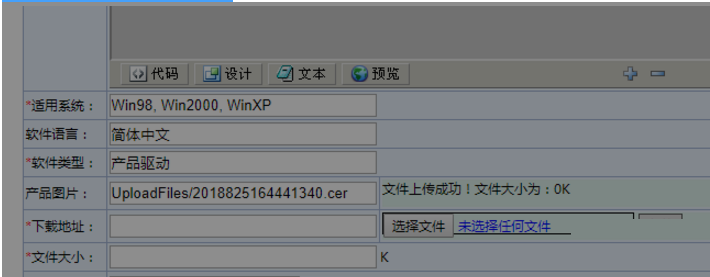 代码 设计 文本 预览
*适用系统： Win98, Win2000, WinXP
软件语言： 简体中文
*软件类型： 产品驱动
产品图片： UploadFiles/2018825164441340.cer 文件上传成功！文件大小为：0K
*下载地址： 选择文件 未选择任何文件
*文件大小： K